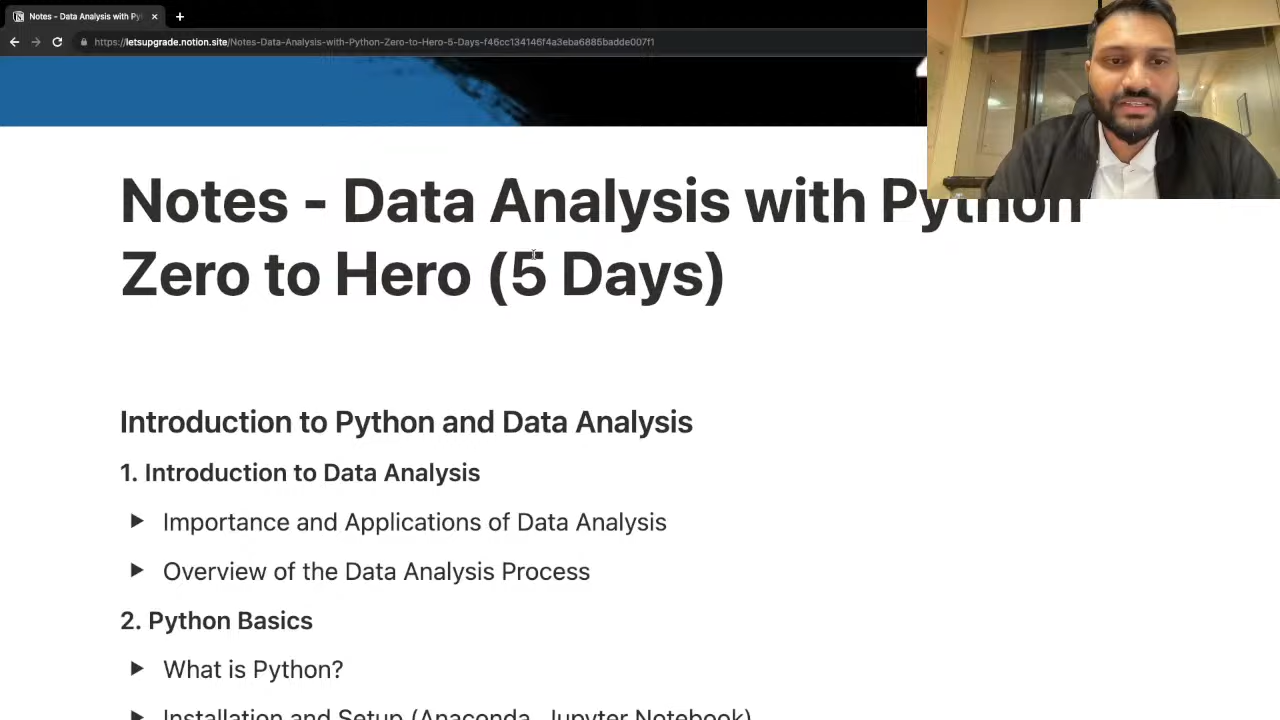 Notes - Data Analysis with Py
https://letsupgrade.notion.site/Notes-Data-Analysis-with-Python-Zero-to-Hero-5-Days-f46cc134146f4a3eba6885badde007f1
Notes - Data Analysis with Python
Zero to Hero (5 Days)
Introduction to Python and Data Analysis
1. Introduction to Data Analysis
Importance and Applications of Data Analysis
Overview of the Data Analysis Process
2. Python Basics
What is Python?
Installation and Setup (Anaconda, Jupyter Notebook)